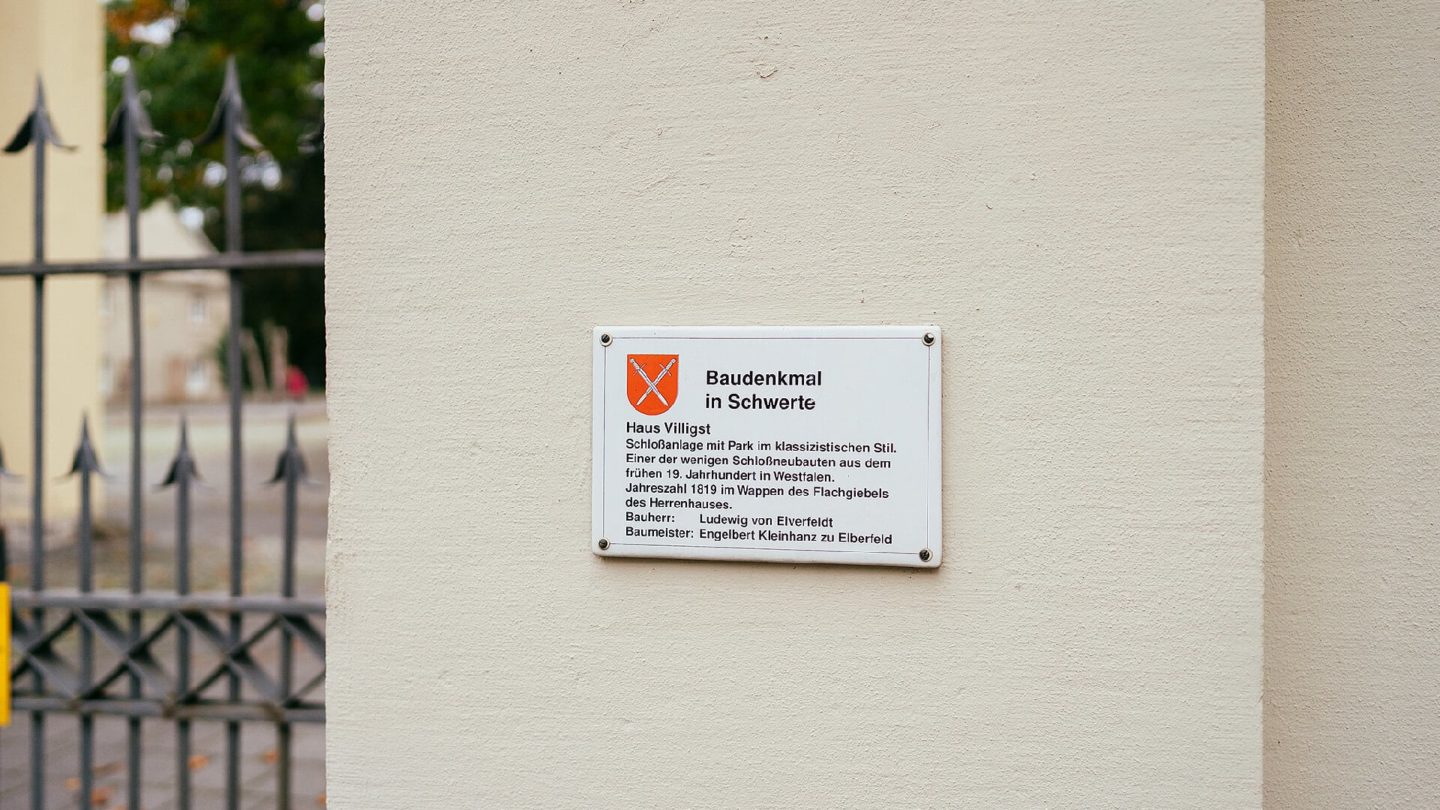 Baudenkmal
in Schwerte
Haus Villigst
Schloßanlage mit Park im klassizistischen Stil.
Einer der wenigen Schloßneubauten aus dem
frühen 19. Jahrhundert in Westfalen.
Jahreszahl 1819 im Wappen des Flachgiebels
des Herrenhauses.
Bauherr: Ludewig von Elverfeldt
Baumeister: Engelbert Kleinhanz zu Elberfeld